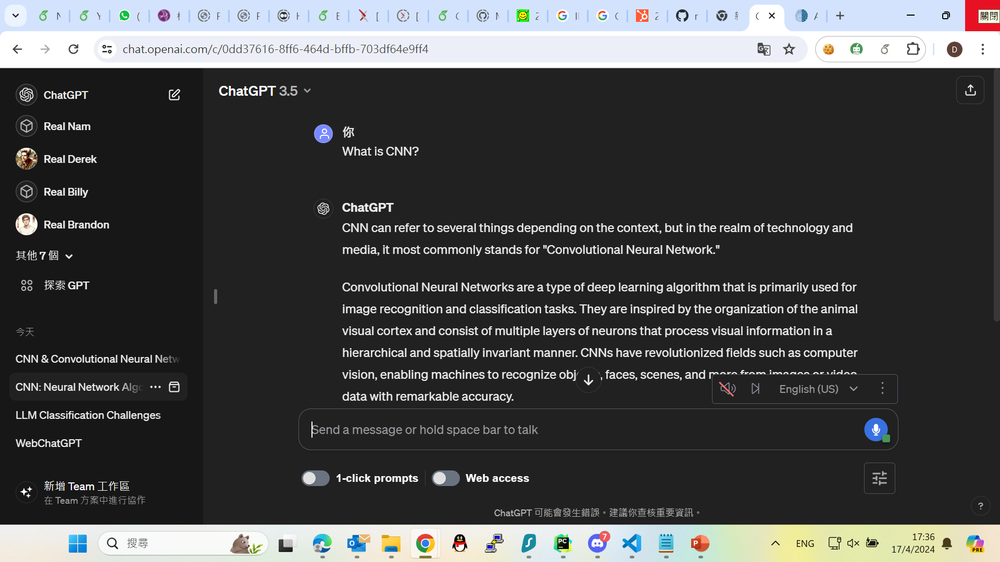 關閉
chat.openai.com/c/0dd37616-8ff6-464d-bffb-703df64e9ff4
D
ChatGPT
Real Nam
Real Derek
Real Billy
Real Brandon
其他 7 個
探索 GPT
今天
CNN & Convolutional Neural Netw
CNN: Neural Network Algo
LLM Classification Challenges
WebChatGPT
新增 Team 工作區
在 Team 方案中進行協作
ChatGPT 3.5
你
What is CNN?
ChatGPT
CNN can refer to several things depending on the context, but in the realm of technology and
media, it most commonly stands for "Convolutional Neural Network."
Convolutional Neural Networks are a type of deep learning algorithm that is primarily used for
image recognition and classification tasks. They are inspired by the organization of the animal
visual cortex and consist of multiple layers of neurons that process visual information in a
hierarchical and spatially invariant manner. CNNs have revolutionized fields such as computer
vision, enabling machines to recognize obj , faces, scenes, and more from images or video
data with remarkable accuracy.
English (US)
Send a message or hold space bar to talk
1-click prompts
Web access
ChatGPT 可能會發生錯誤。建議你查核重要資訊。
?
搜尋
PC
7
P
ENG
17:36
17/4/2024
PRE